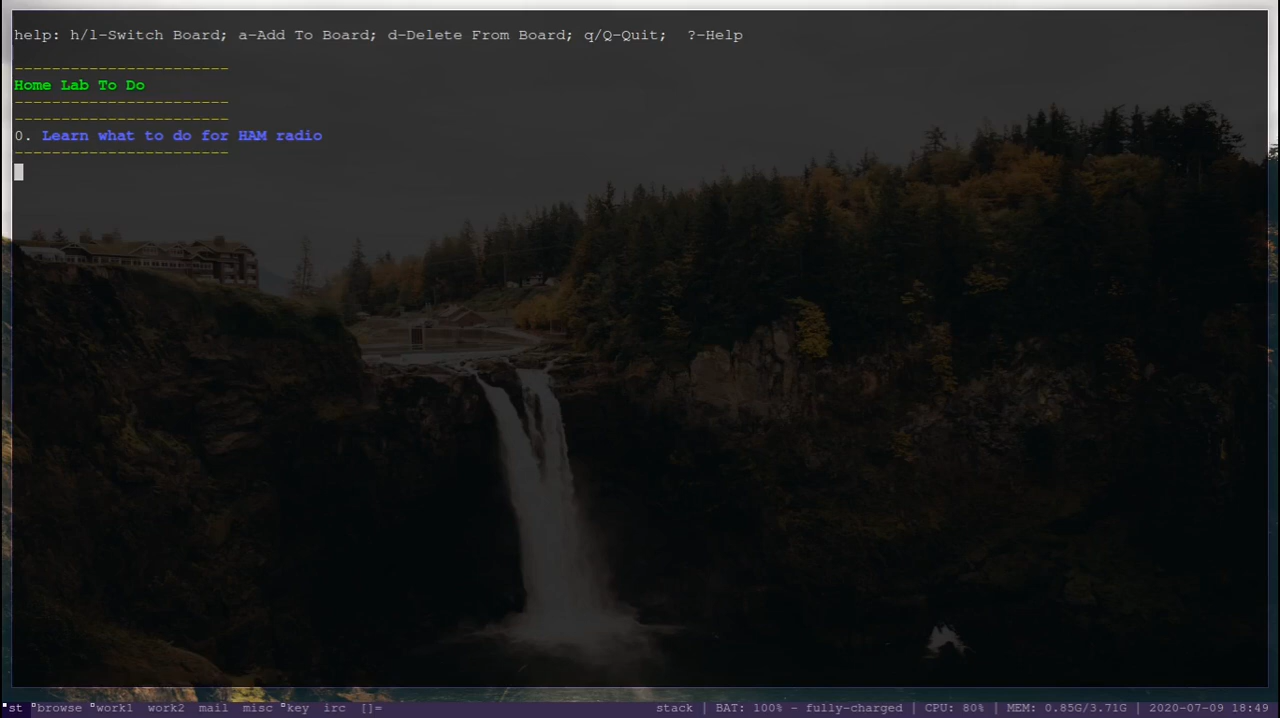 help: h/l-Switch Board; a-Add To Board; d-Delete From Board; q/Q-Quit;  ?-Help
-----------------------
Home Lab To Do
-----------------------
-----------------------
0. Learn what to do for HAM radio
-----------------------
st browse work1 work2 mail misc key irc []= stack | BAT: 100% - fully-charged | CPU: 80% | MEM: 0.85G/3.71G | 2020-07-09 18:49